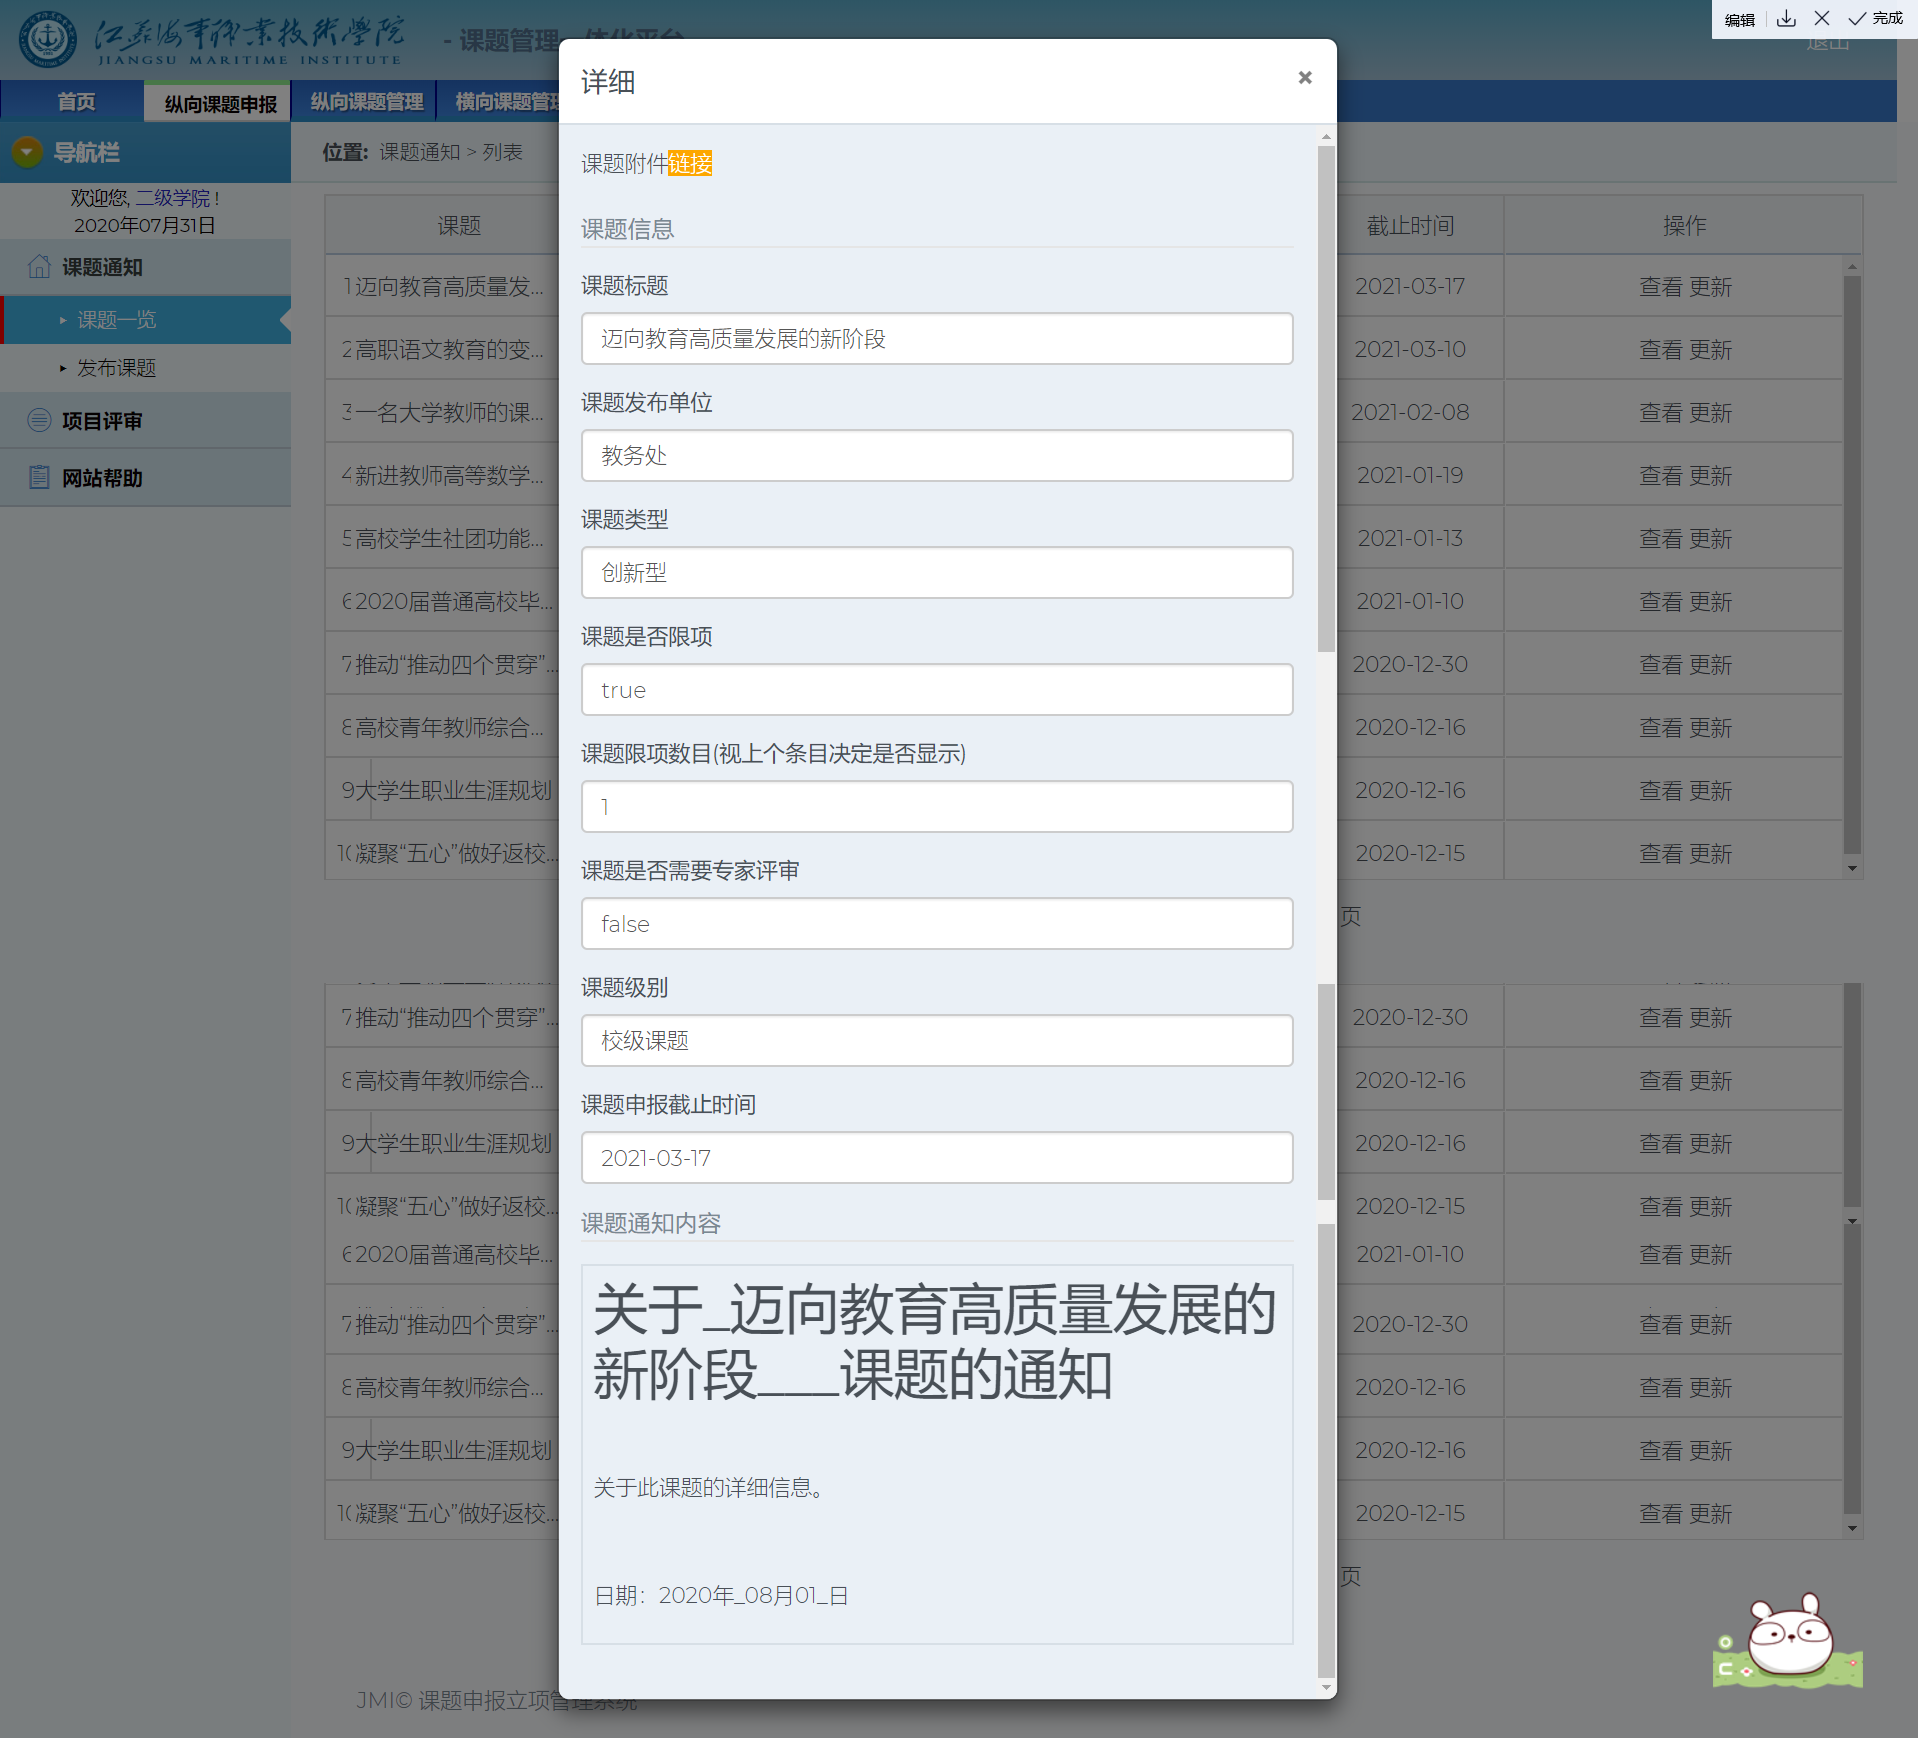 江苏海事职业技术学院
JIANGSU MARITIME INSTITUTE
- 课题管理一体化平台
编辑
完成
退出
首页
纵向课题申报
纵向课题管理
横向课题管理
导航栏
欢迎您, 二级学院 !
2020年07月31日
课题通知
课题一览
发布课题
项目评审
网站帮助
位置: 课题通知 > 列表
课题 截止时间 操作
1 迈向教育高质量发... 2021-03-17 查看 更新
2 高职语文教育的变... 2021-03-10 查看 更新
3 一名大学教师的课... 2021-02-08 查看 更新
4 新进教师高等数学... 2021-01-19 查看 更新
5 高校学生社团功能... 2021-01-13 查看 更新
6 2020届普通高校毕... 2021-01-10 查看 更新
7 推动“推动四个贯穿”... 2020-12-30 查看 更新
8 高校青年教师综合... 2020-12-16 查看 更新
9 大学生职业生涯规划 2020-12-16 查看 更新
10 凝聚“五心”做好返校... 2020-12-15 查看 更新
页
7 推动“推动四个贯穿”... 2020-12-30 查看 更新
8 高校青年教师综合... 2020-12-16 查看 更新
9 大学生职业生涯规划 2020-12-16 查看 更新
10 凝聚“五心”做好返校... 2020-12-15 查看 更新
6 2020届普通高校毕... 2021-01-10 查看 更新
7 推动“推动四个贯穿”... 2020-12-30 查看 更新
8 高校青年教师综合... 2020-12-16 查看 更新
9 大学生职业生涯规划 2020-12-16 查看 更新
10 凝聚“五心”做好返校... 2020-12-15 查看 更新
页
JMI© 课题申报立项管理系统
详细
×
课题附件链接
课题信息
课题标题
迈向教育高质量发展的新阶段
课题发布单位
教务处
课题类型
创新型
课题是否限项
true
课题限项数目(视上个条目决定是否显示)
1
课题是否需要专家评审
false
课题级别
校级课题
课题申报截止时间
2021-03-17
课题通知内容
关于_迈向教育高质量发展的
新阶段___课题的通知
关于此课题的详细信息。
日期：2020年_08月01_日